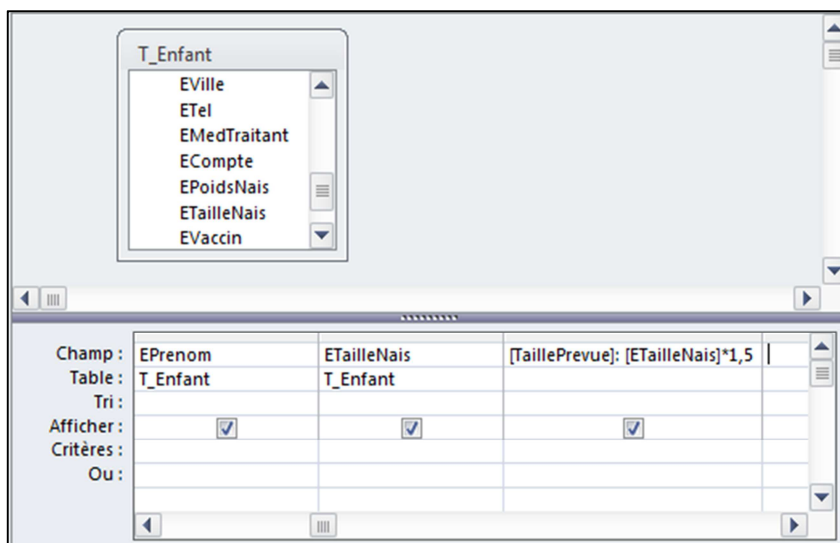 T_Enfant
EVille
ETel
EMedTraitant
ECompte
EPoidsNais
ETailleNais
EVaccin
Champ : EPrenom ETailleNais [TaillePrevue]: [ETailleNais]*1,5
Table : T_Enfant T_Enfant
Tri :
Afficher :
Critères :
Ou :